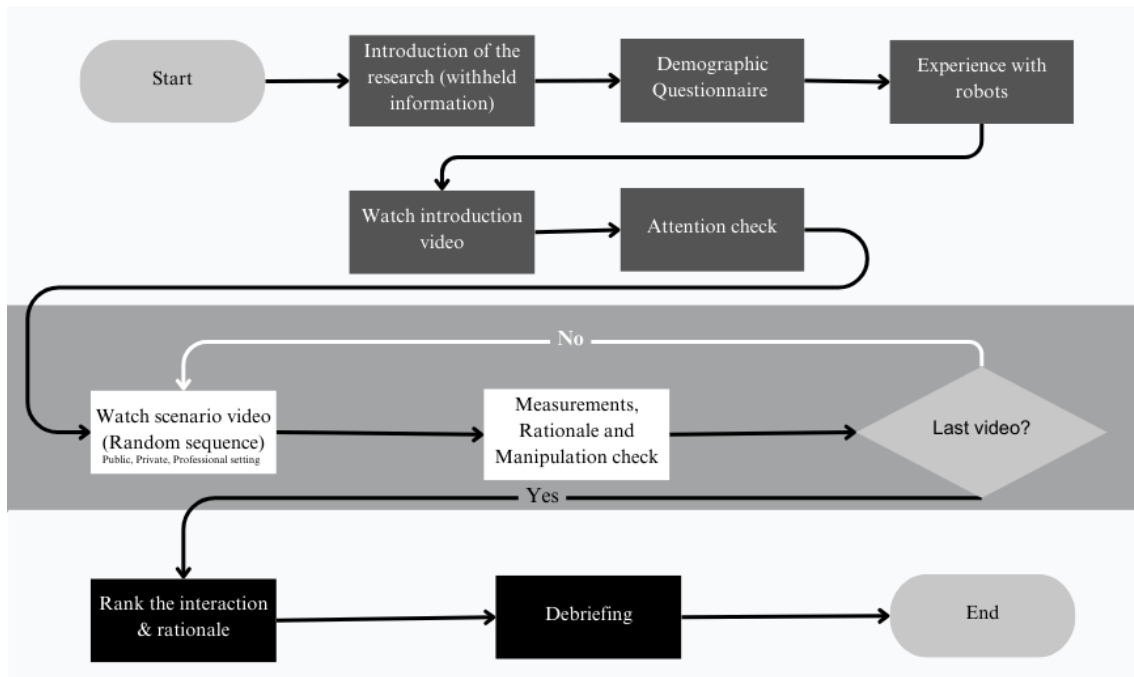 Start
Introduction of the
research (withheld
information)
Demographic
Questionnaire
Experience with
robots
Watch introduction
video
Attention check
No
Watch scenario video
(Random sequence)
Public, Private, Professional setting
Measurements,
Rationale and
Manipulation check
Last video?
Yes
Rank the interaction
& rationale
Debriefing
End